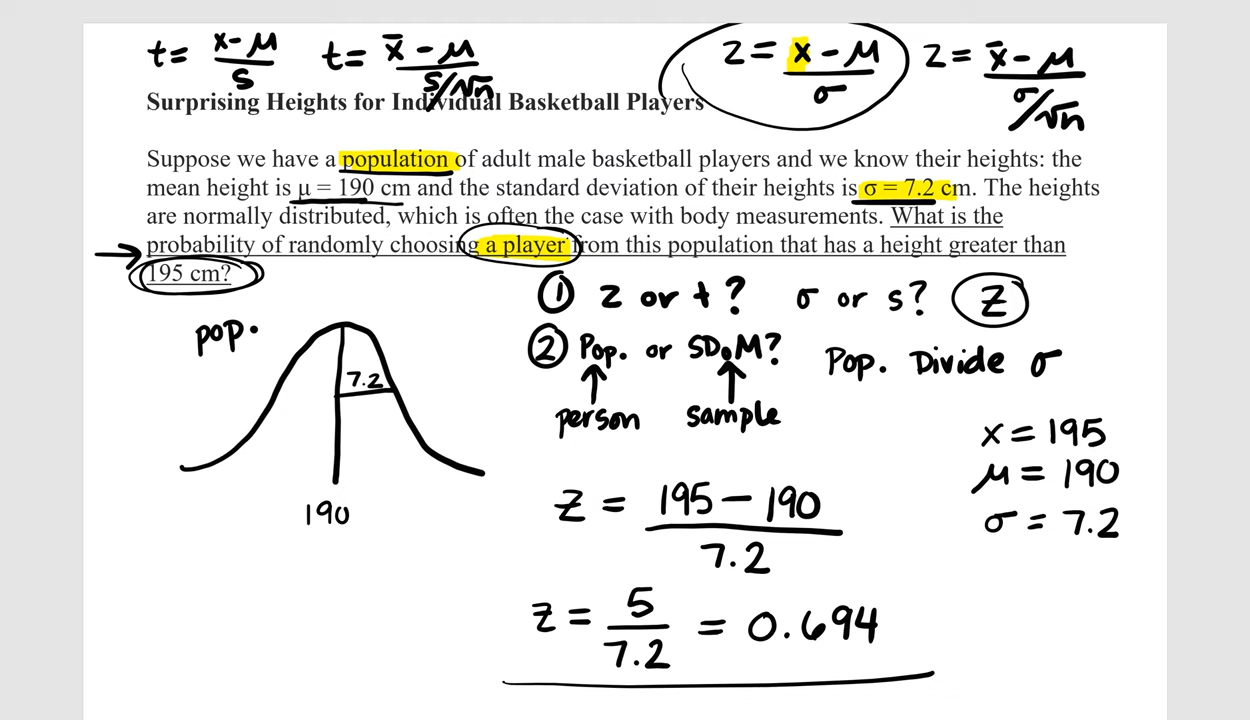 t = x - μ / s   t = x̄ - μ / s/√n   z = x - μ / σ   z = x̄ - μ / σ/√n
Surprising Heights for Individual Basketball Players
Suppose we have a population of adult male basketball players and we know their heights: the
mean height is μ = 190 cm and the standard deviation of their heights is σ = 7.2 cm. The heights
are normally distributed, which is often the case with body measurements. What is the
probability of randomly choosing a player from this population that has a height greater than
195 cm?
① z or t? σ or s? Z
pop.
② Pop. or SDoM? Pop. Divide σ
7.2
person sample
x = 195
μ = 190
σ = 7.2
190
z = 195 - 190 / 7.2
z = 5 / 7.2 = 0.694